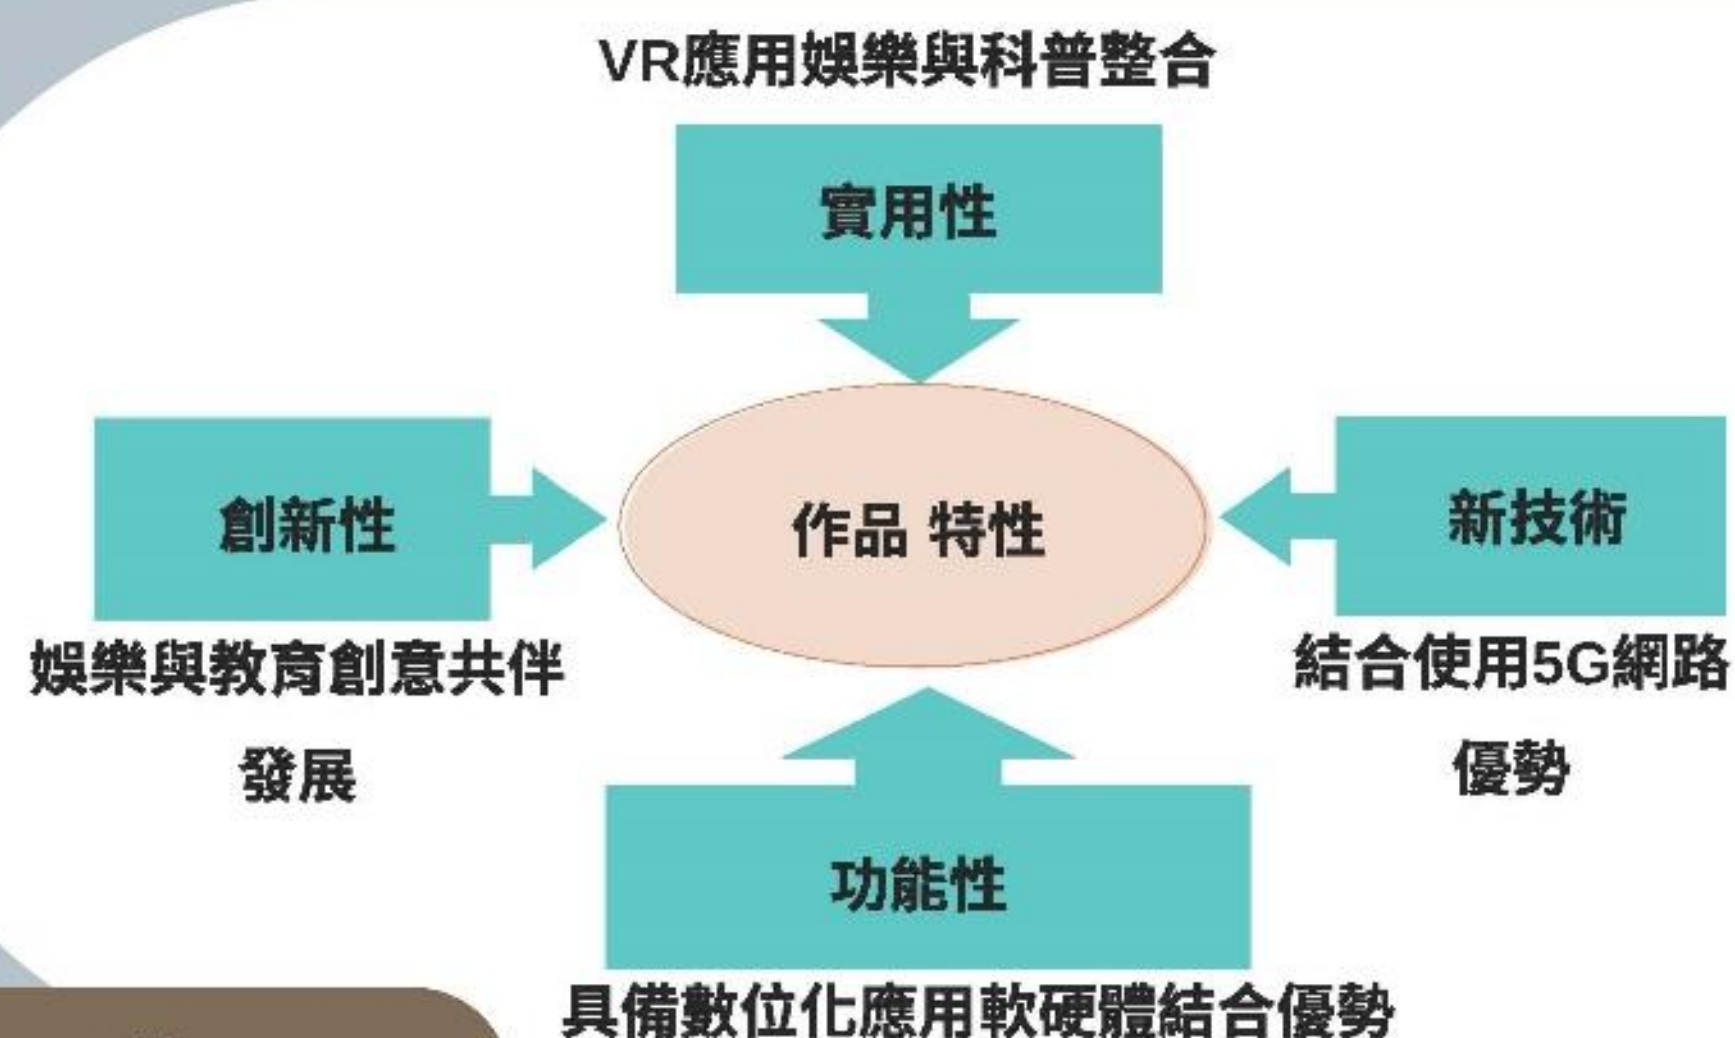 VR應用娛樂與科普整合
實用性
創新性
作品 特性
新技術
娛樂與教育創意共伴
發展
結合使用5G網路
優勢
功能性
具備數位化應用軟硬體結合優勢